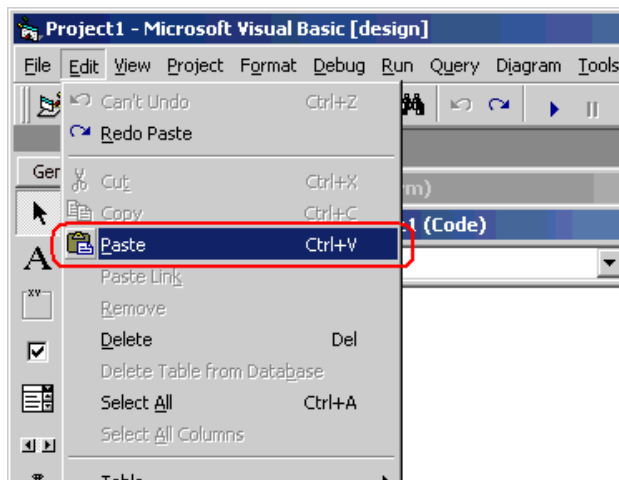 Project1 - Microsoft Visual Basic [design]
File Edit View Project Format Debug Run Query Diagram Tools
Can't Undo Ctrl+Z
Redo Paste
Ger
Cut Ctrl+X
rm)
Copy Ctrl+C
1 (Code)
Paste Ctrl+V
A
Paste Link
XY
Remove
Delete Del
Delete Table from Database
Select All Ctrl+A
Select All Columns
Table